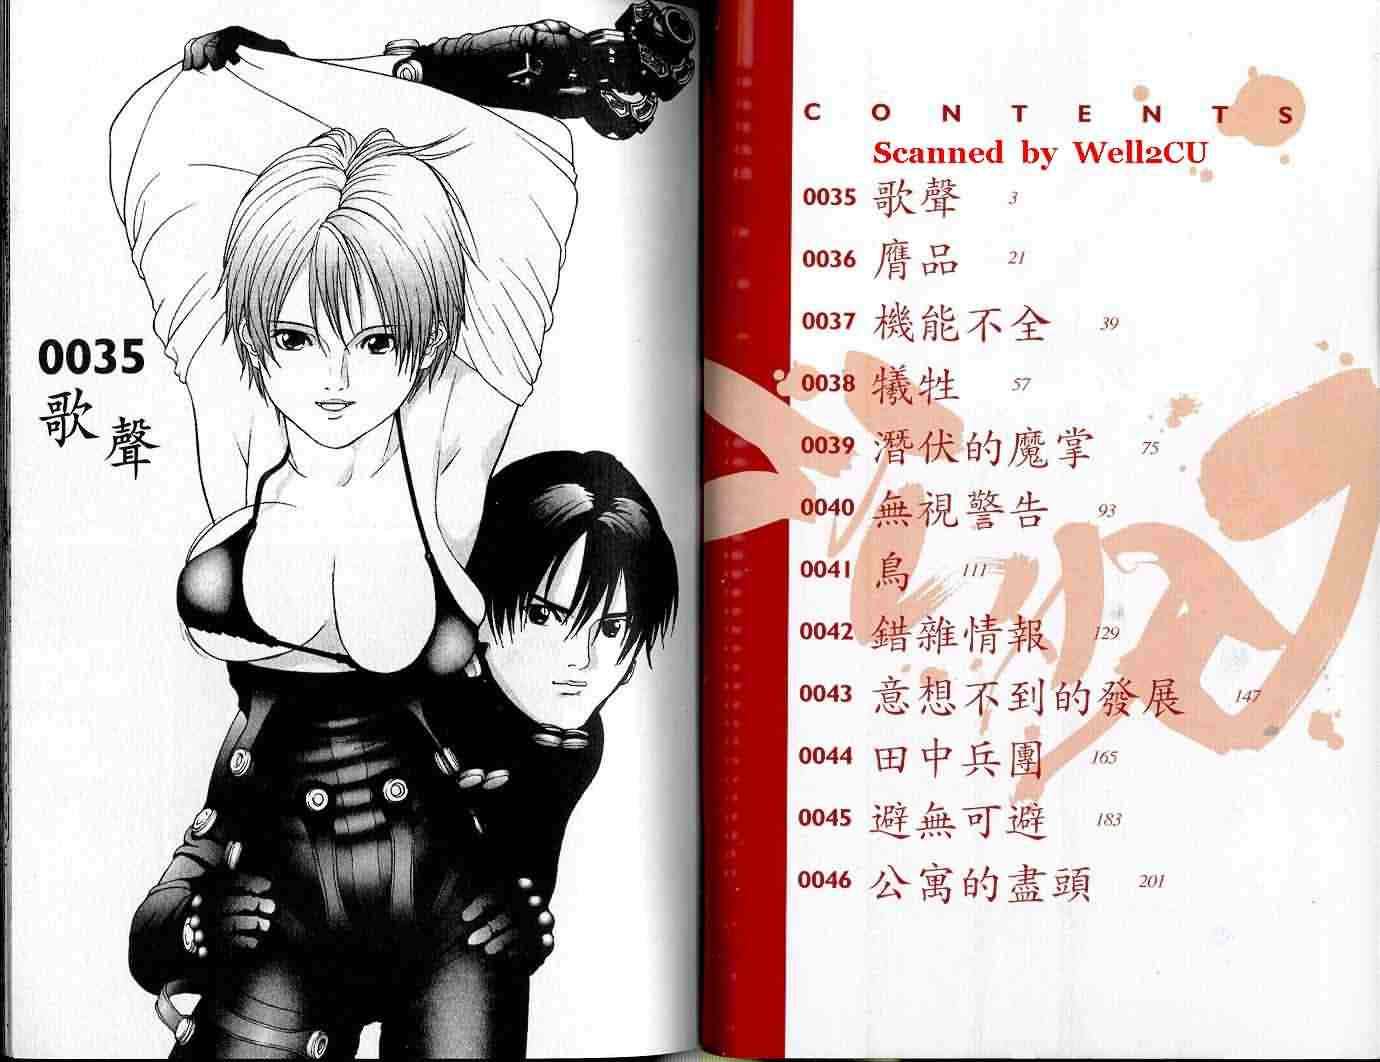 0035
歌聲
CONTENTS
Scanned by Well2CU
0035 歌聲 3
0036 贗品 21
0037 機能不全 39
0038 犧牲 57
0039 潛伏的魔掌 75
0040 無視警告 93
0041 鳥 111
0042 錯雜情報 129
0043 意想不到的發展 147
0044 田中兵團 165
0045 避無可避 183
0046 公寓的盡頭 201